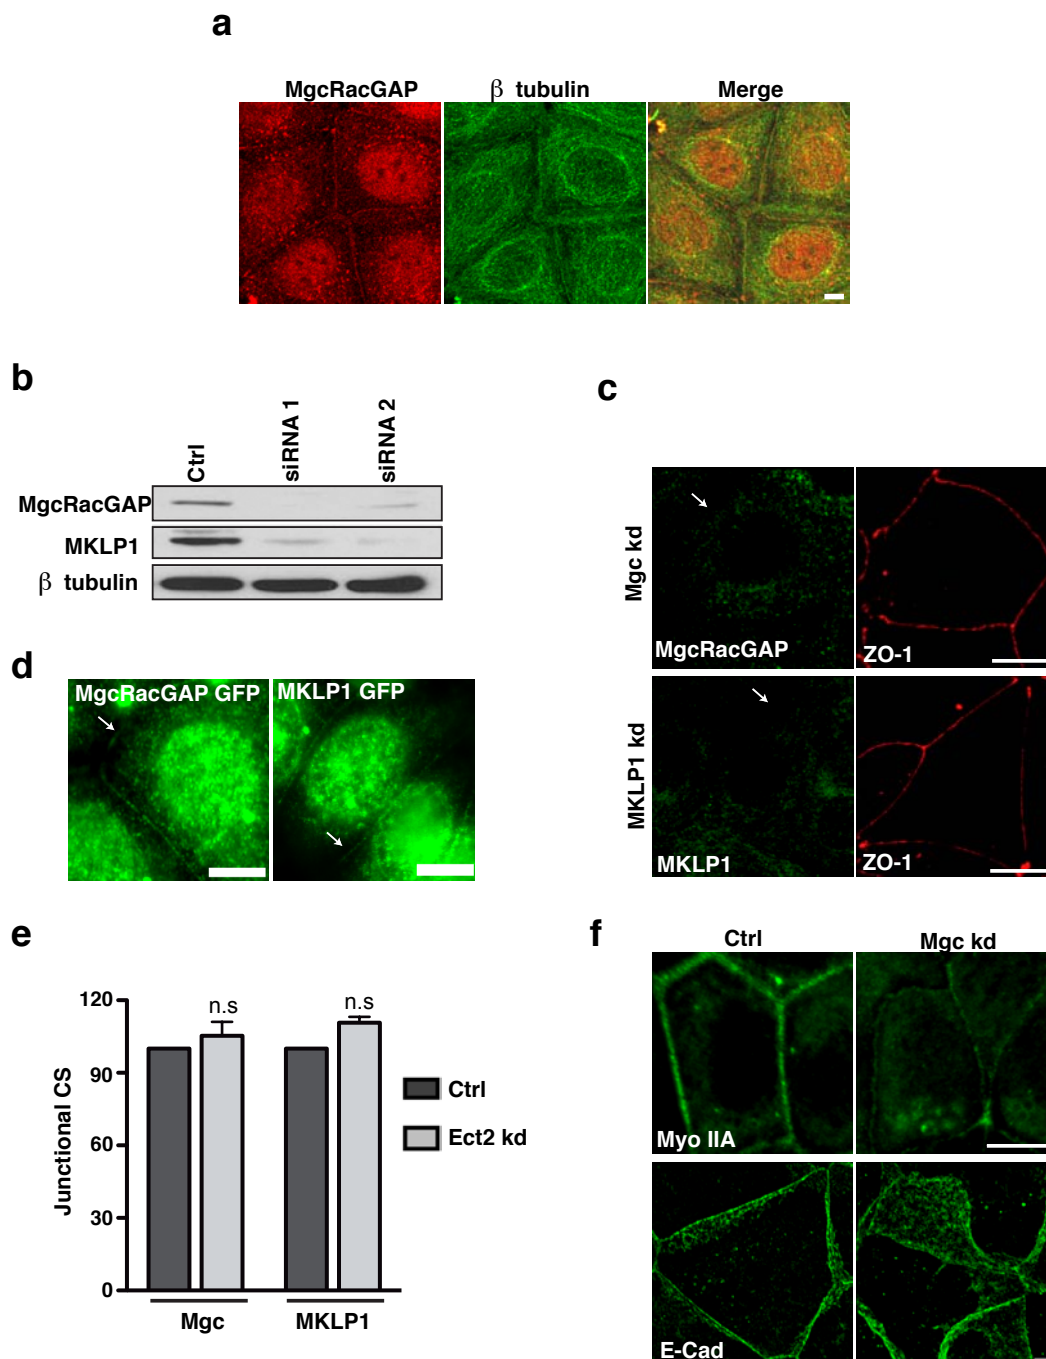 a
MgcRacGAP
β tubulin
Merge
b
Ctrl
siRNA 1
siRNA 2
MgcRacGAP
MKLP1
β tubulin
c
Mgc kd
MgcRacGAP
ZO-1
MKLP1 kd
MKLP1
ZO-1
d
MgcRacGAP GFP
MKLP1 GFP
e
Junctional CS
120
90
60
30
0
n.s
n.s
Mgc
MKLP1
Ctrl
Ect2 kd
f
Ctrl
Mgc kd
Myo IIA
E-Cad